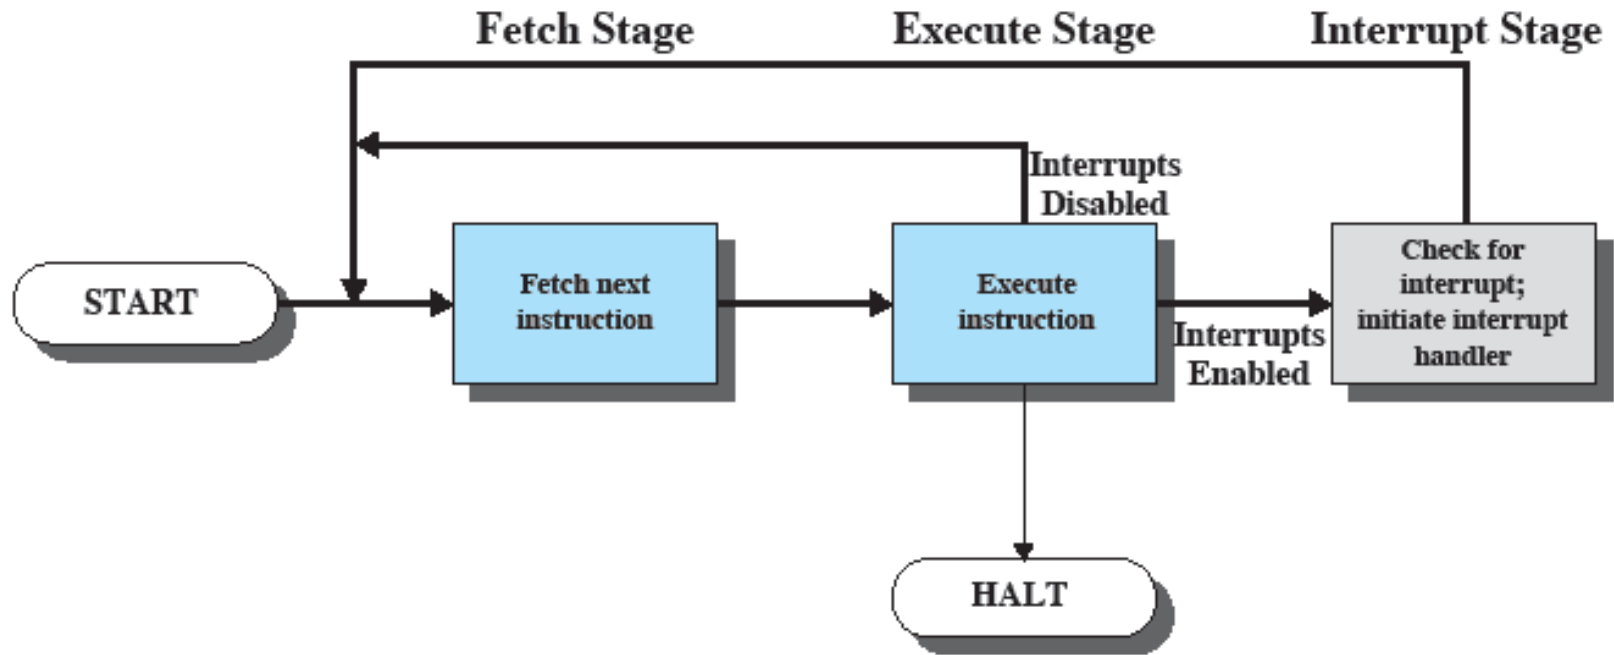 Fetch Stage
Execute Stage
Interrupt Stage
Interrupts
Disabled
START
Fetch next
instruction
Execute
instruction
Interrupts
Enabled
Check for
interrupt;
initiate interrupt
handler
HALT